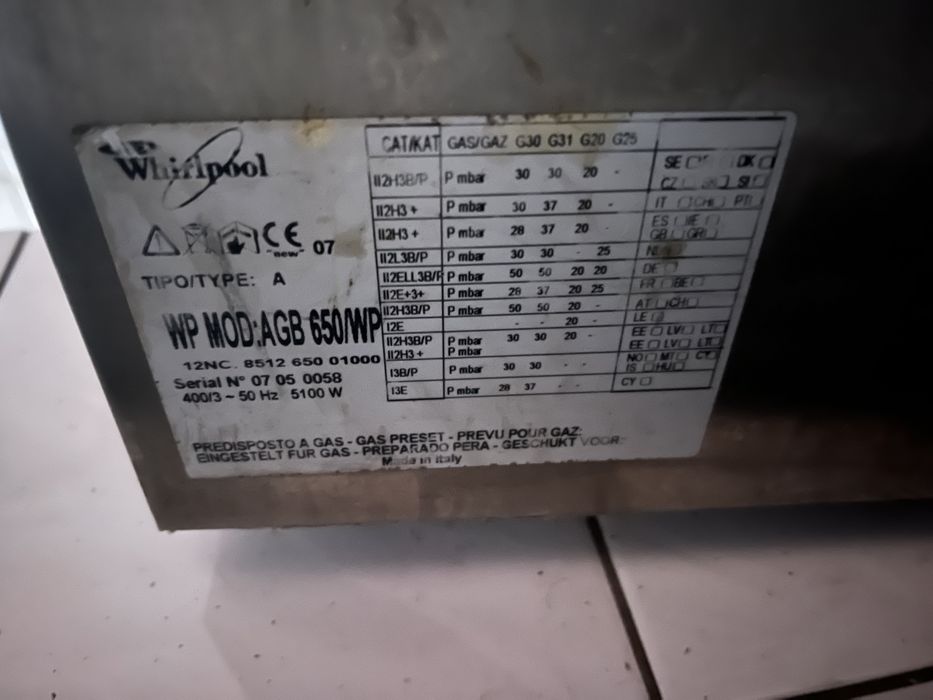 Whirlpool
CE
"new" 07
TIPO/TYPE: A
WP MOD:AGB 650/WP
12NC. 8512 650 01000
Serial N° 07 05 0058
400/3 ~ 50 Hz 5100 W
CAT/KAT GAS/GAZ G30 G31 G20 G25
II2H3B/P P mbar 30 30 20 - SE DK
CZ SI
II2H3+ P mbar 30 37 20 - IT CH PT
II2H3+ P mbar 28 37 20 - ES IE
GB GR
II2L3B/P P mbar 30 30 - 25 NL
II2ELL3B/P P mbar 50 50 20 20 DE
II2E+3+ P mbar 28 37 20 25 FR BE
II2H3B/P P mbar 50 50 20 - AT CH
I2E - - 20 -
II2H3B/P P mbar 30 30 20 - EE LV LT
II2H3+ P mbar EE LV LT
I3B/P P mbar 30 30 - - NO MT CY
IS HU
I3E P mbar 28 37 - - CY
PREDISPOSTO A GAS - GAS PRESET - PREVU POUR GAZ:
EINGESTELT FUR GAS - PREPARADO PERA - GESCHUKT VOOR:
Made in Italy